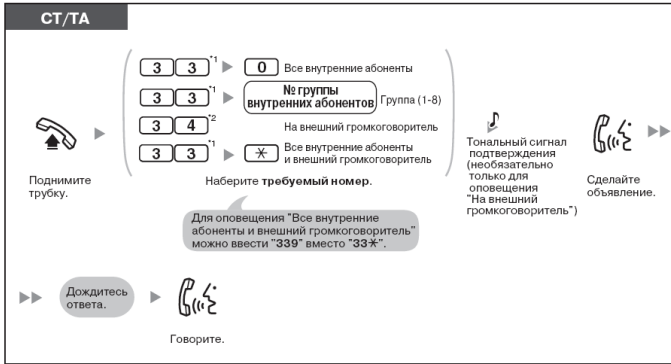 СТ/ТА
3 3 *1 0 Все внутренние абоненты
3 3 *1 № группы
внутренних абонентов Группа (1-8)
3 4 *2 На внешний громкоговоритель
3 3 *1 ✳ Все внутренние абоненты
и внешний громкоговоритель
Поднимите
трубку.
Наберите требуемый номер.
Для оповещения "Все внутренние
абоненты и внешний громкоговоритель"
можно ввести "339" вместо "33✳".
Тональный сигнал
подтверждения
(необязательно
только для
оповещения
"На внешний
громкоговоритель")
Сделайте
объявление.
Дождитесь
ответа.
Говорите.